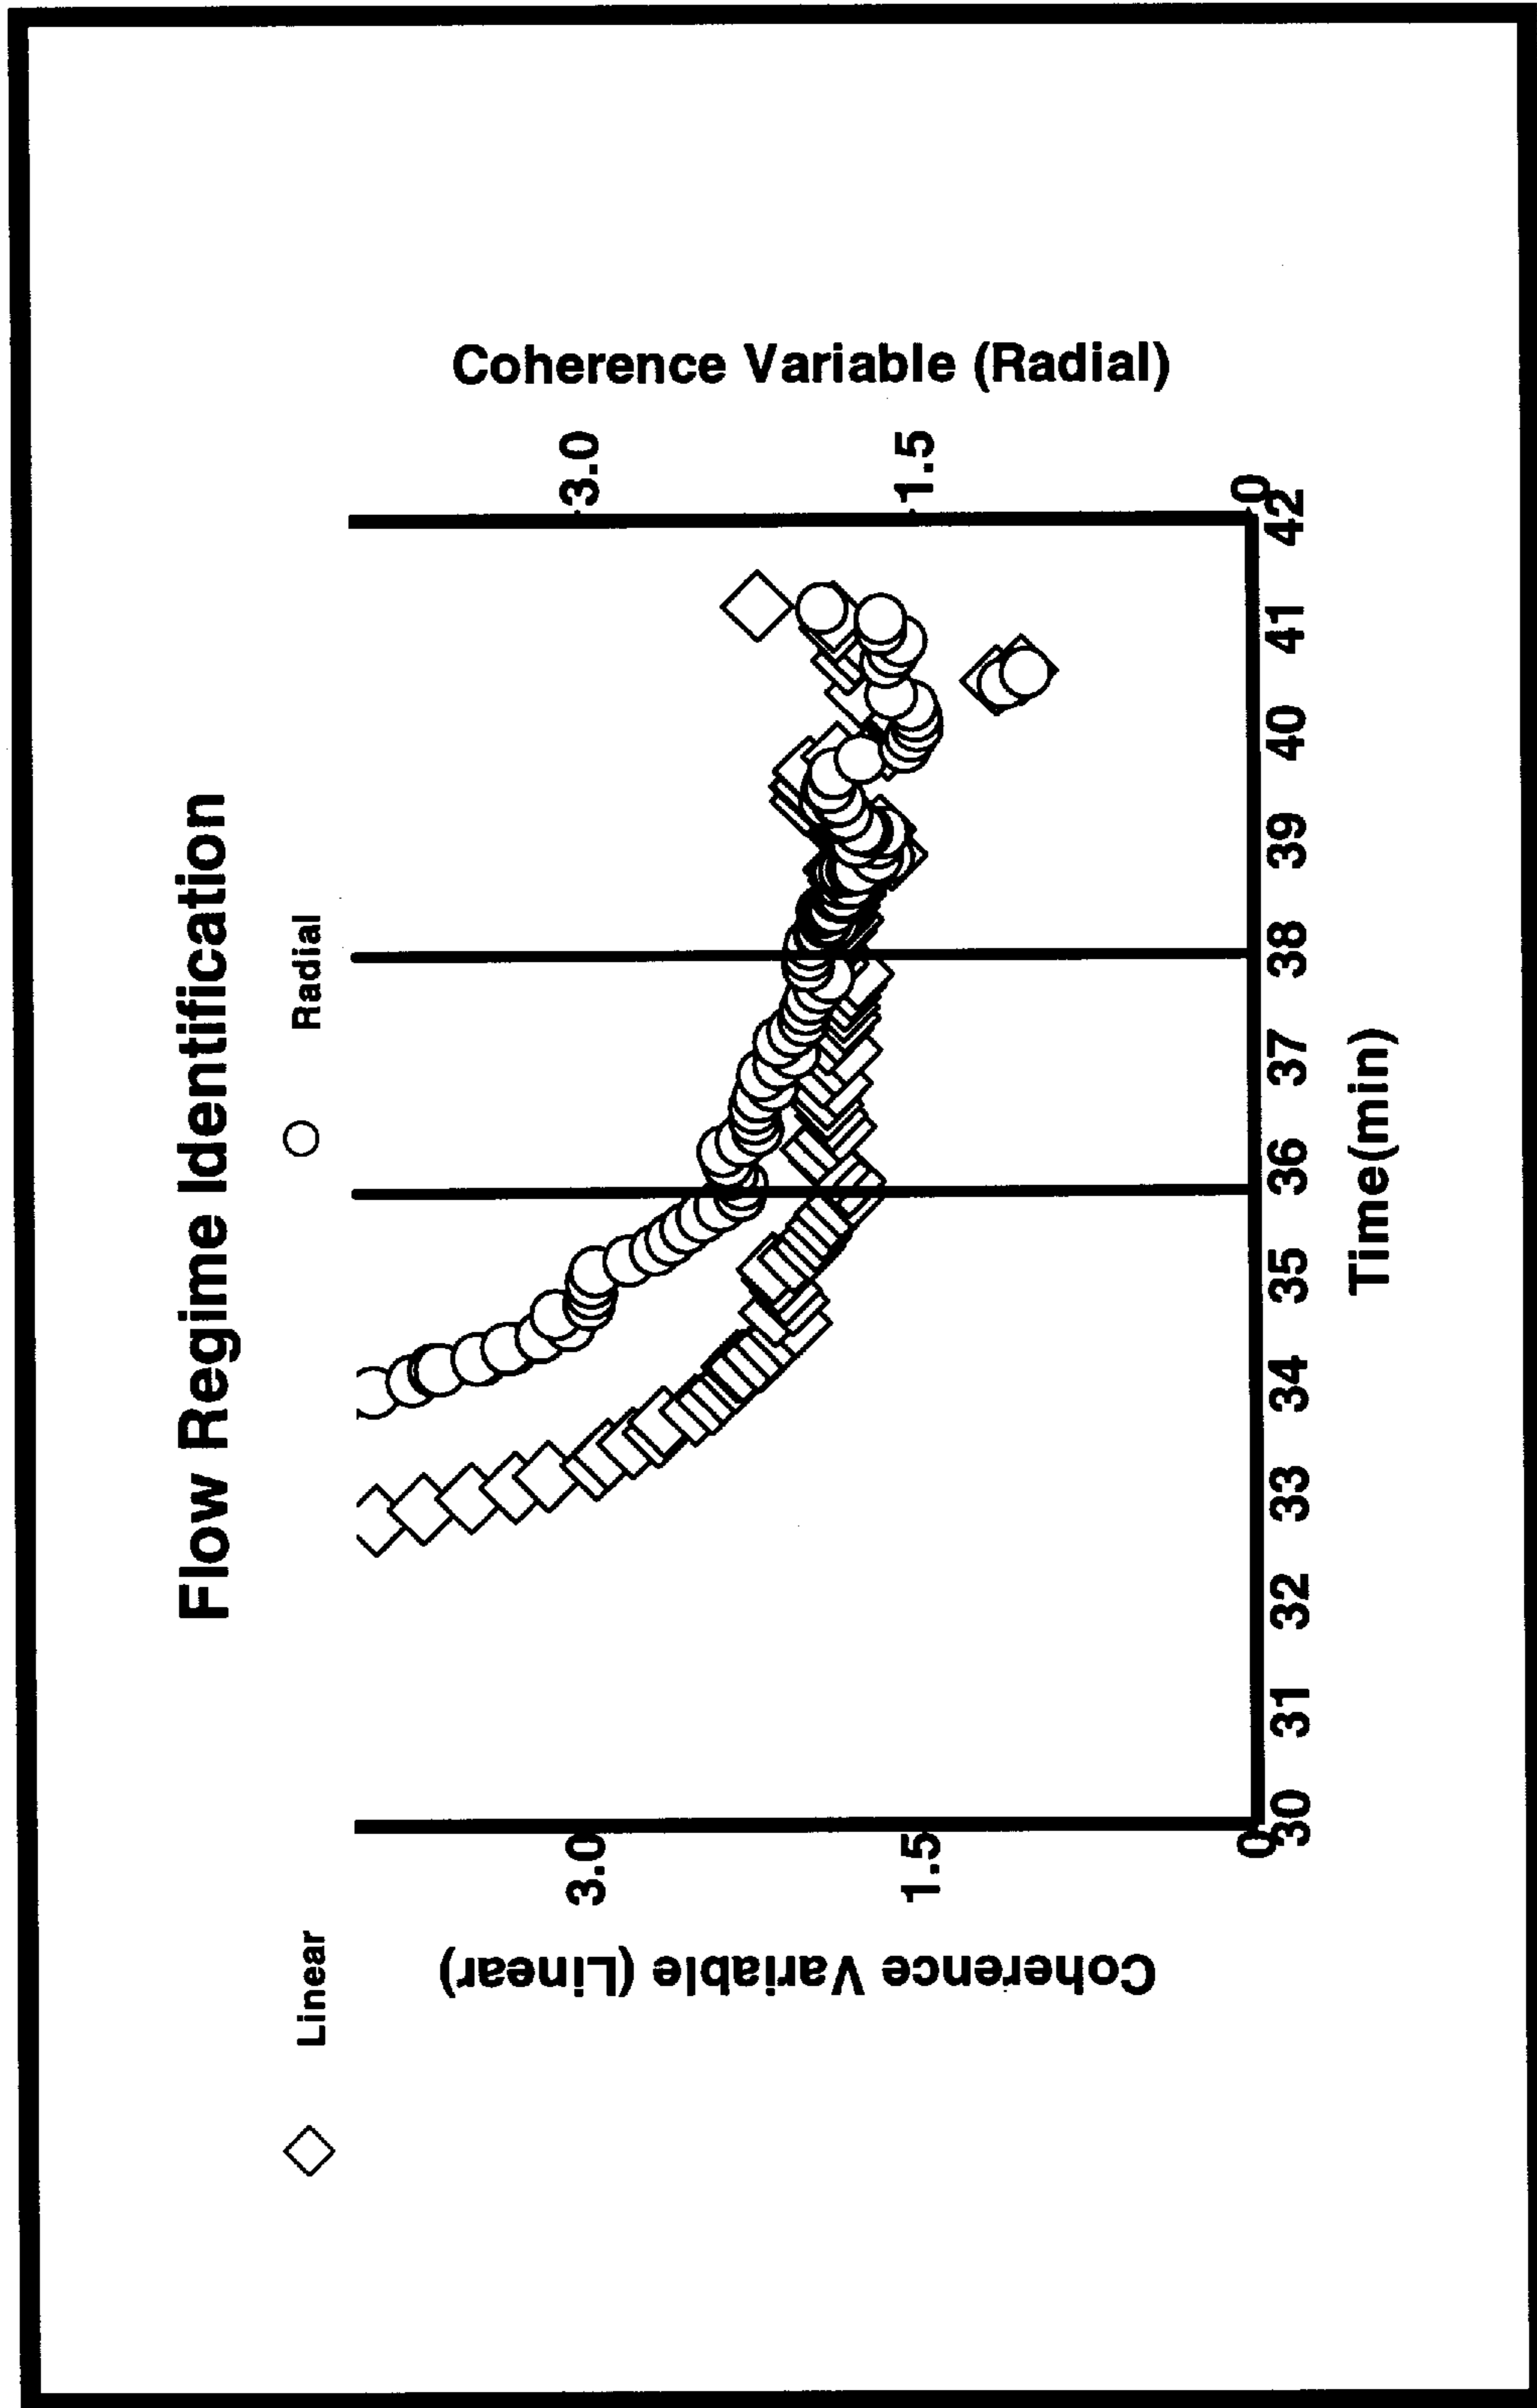 Flow Regime Identification
Linear
Radial
Coherence Variable (Linear)
3.0
1.5
0
Coherence Variable (Radial)
3.0
1.5
0
30 31 32 33 34 35 36 37 38 39 40 41 42
Time(min)